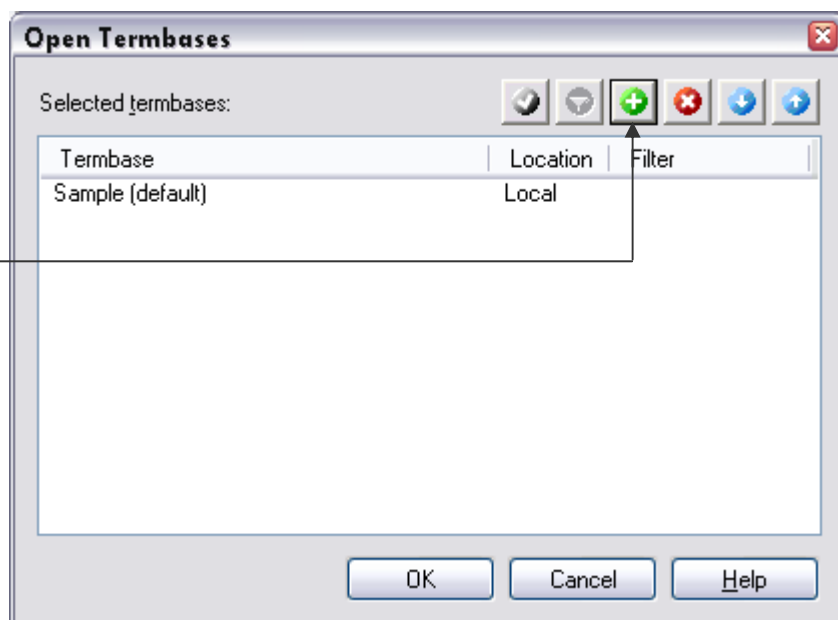 Open Termbases
Selected termbases:
Termbase Location Filter
Sample (default) Local
OK Cancel Help